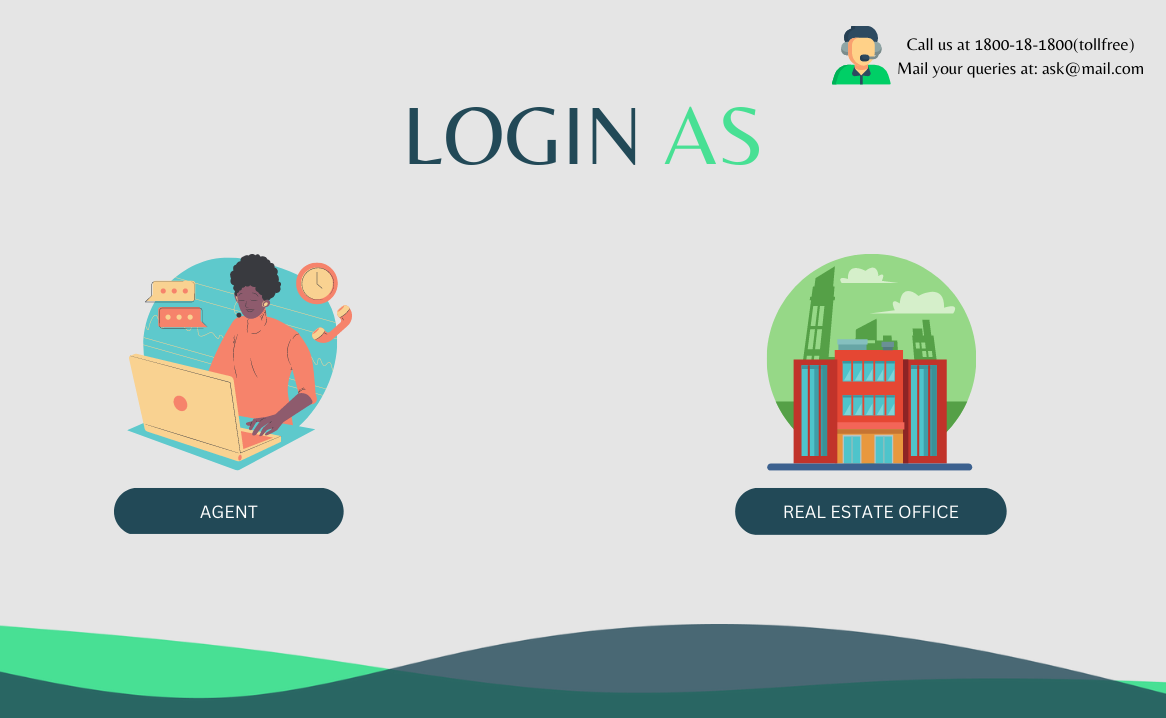 Call us at 1800-18-1800(tollfree)
Mail your queries at: ask@mail.com
LOGIN AS
AGENT
REAL ESTATE OFFICE